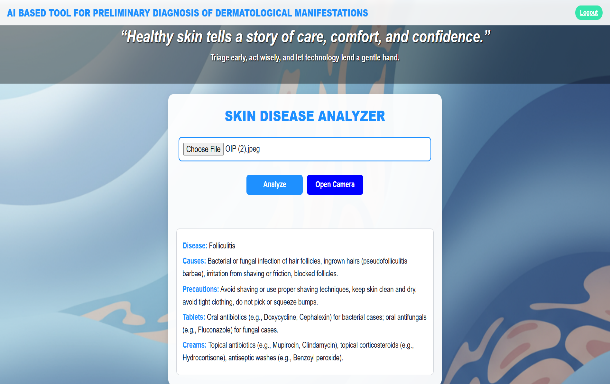 AI BASED TOOL FOR PRELIMINARY DIAGNOSIS OF DERMATOLOGICAL MANIFESTATIONS
Logout
“Healthy skin tells a story of care, comfort, and confidence.”
Triage early, act wisely, and let technology lend a gentle hand.
SKIN DISEASE ANALYZER
Choose File OIP (2).jpeg
Analyze Open Camera
Disease: Folliculitis
Causes: Bacterial or fungal infection of hair follicles, ingrown hairs (pseudofolliculitis
barbae), irritation from shaving or friction, blocked follicles.
Precautions: Avoid shaving or use proper shaving techniques, keep skin clean and dry,
avoid tight clothing, do not pick or squeeze bumps.
Tablets: Oral antibiotics (e.g., Doxycycline, Cephalexin) for bacterial cases; oral antifungals
(e.g., Fluconazole) for fungal cases.
Creams: Topical antibiotics (e.g., Mupirocin, Clindamycin), topical corticosteroids (e.g.,
Hydrocortisone), antiseptic washes (e.g., Benzoyl peroxide).